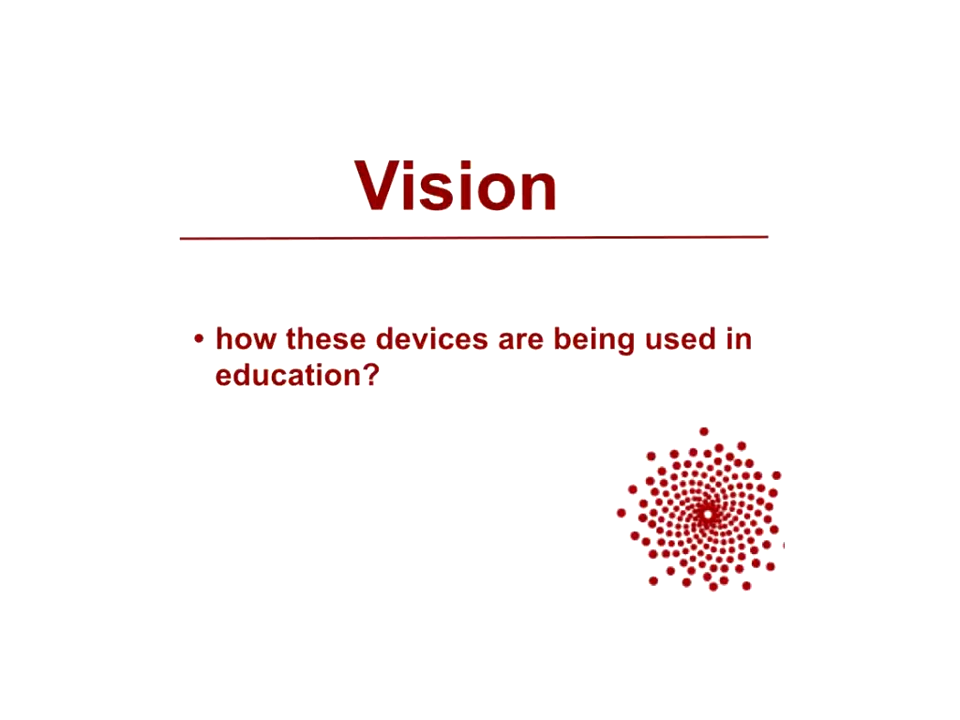 Vision
• how these devices are being used in
education?